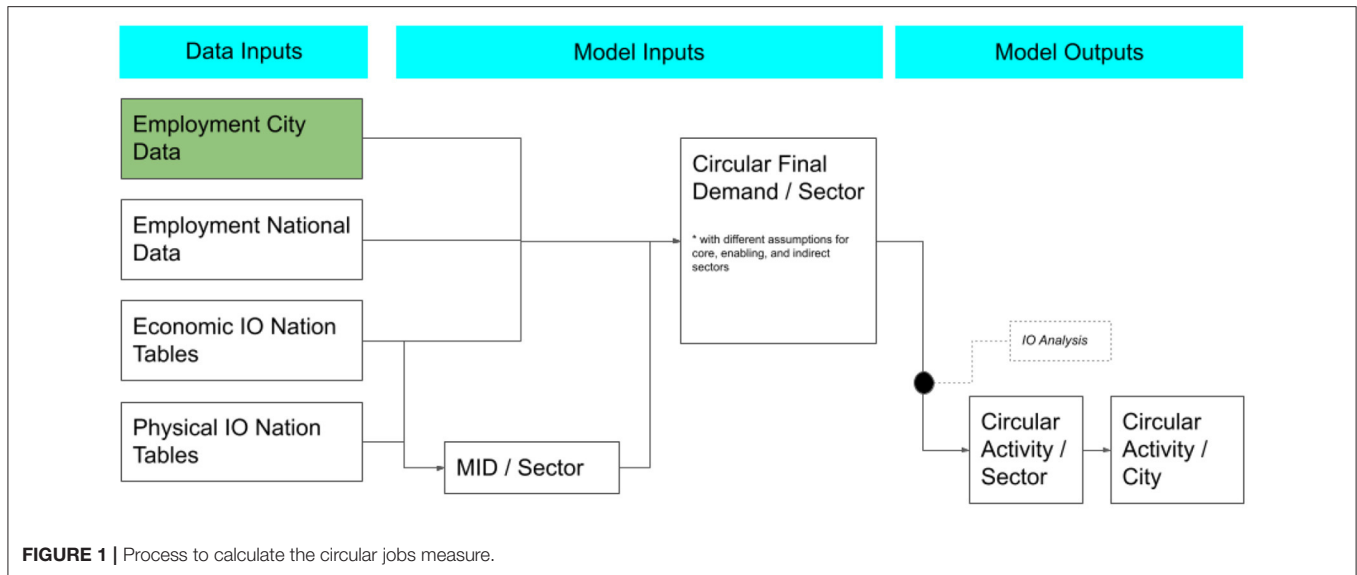 Data Inputs
Model Inputs
Model Outputs
Employment City
Data
Employment National
Data
Economic IO Nation
Tables
Physical IO Nation
Tables
MID / Sector
Circular Final
Demand / Sector
* with different assumptions for
core, enabling, and indirect
sectors
IO Analysis
Circular
Activity /
Sector
Circular
Activity /
City
FIGURE 1 | Process to calculate the circular jobs measure.